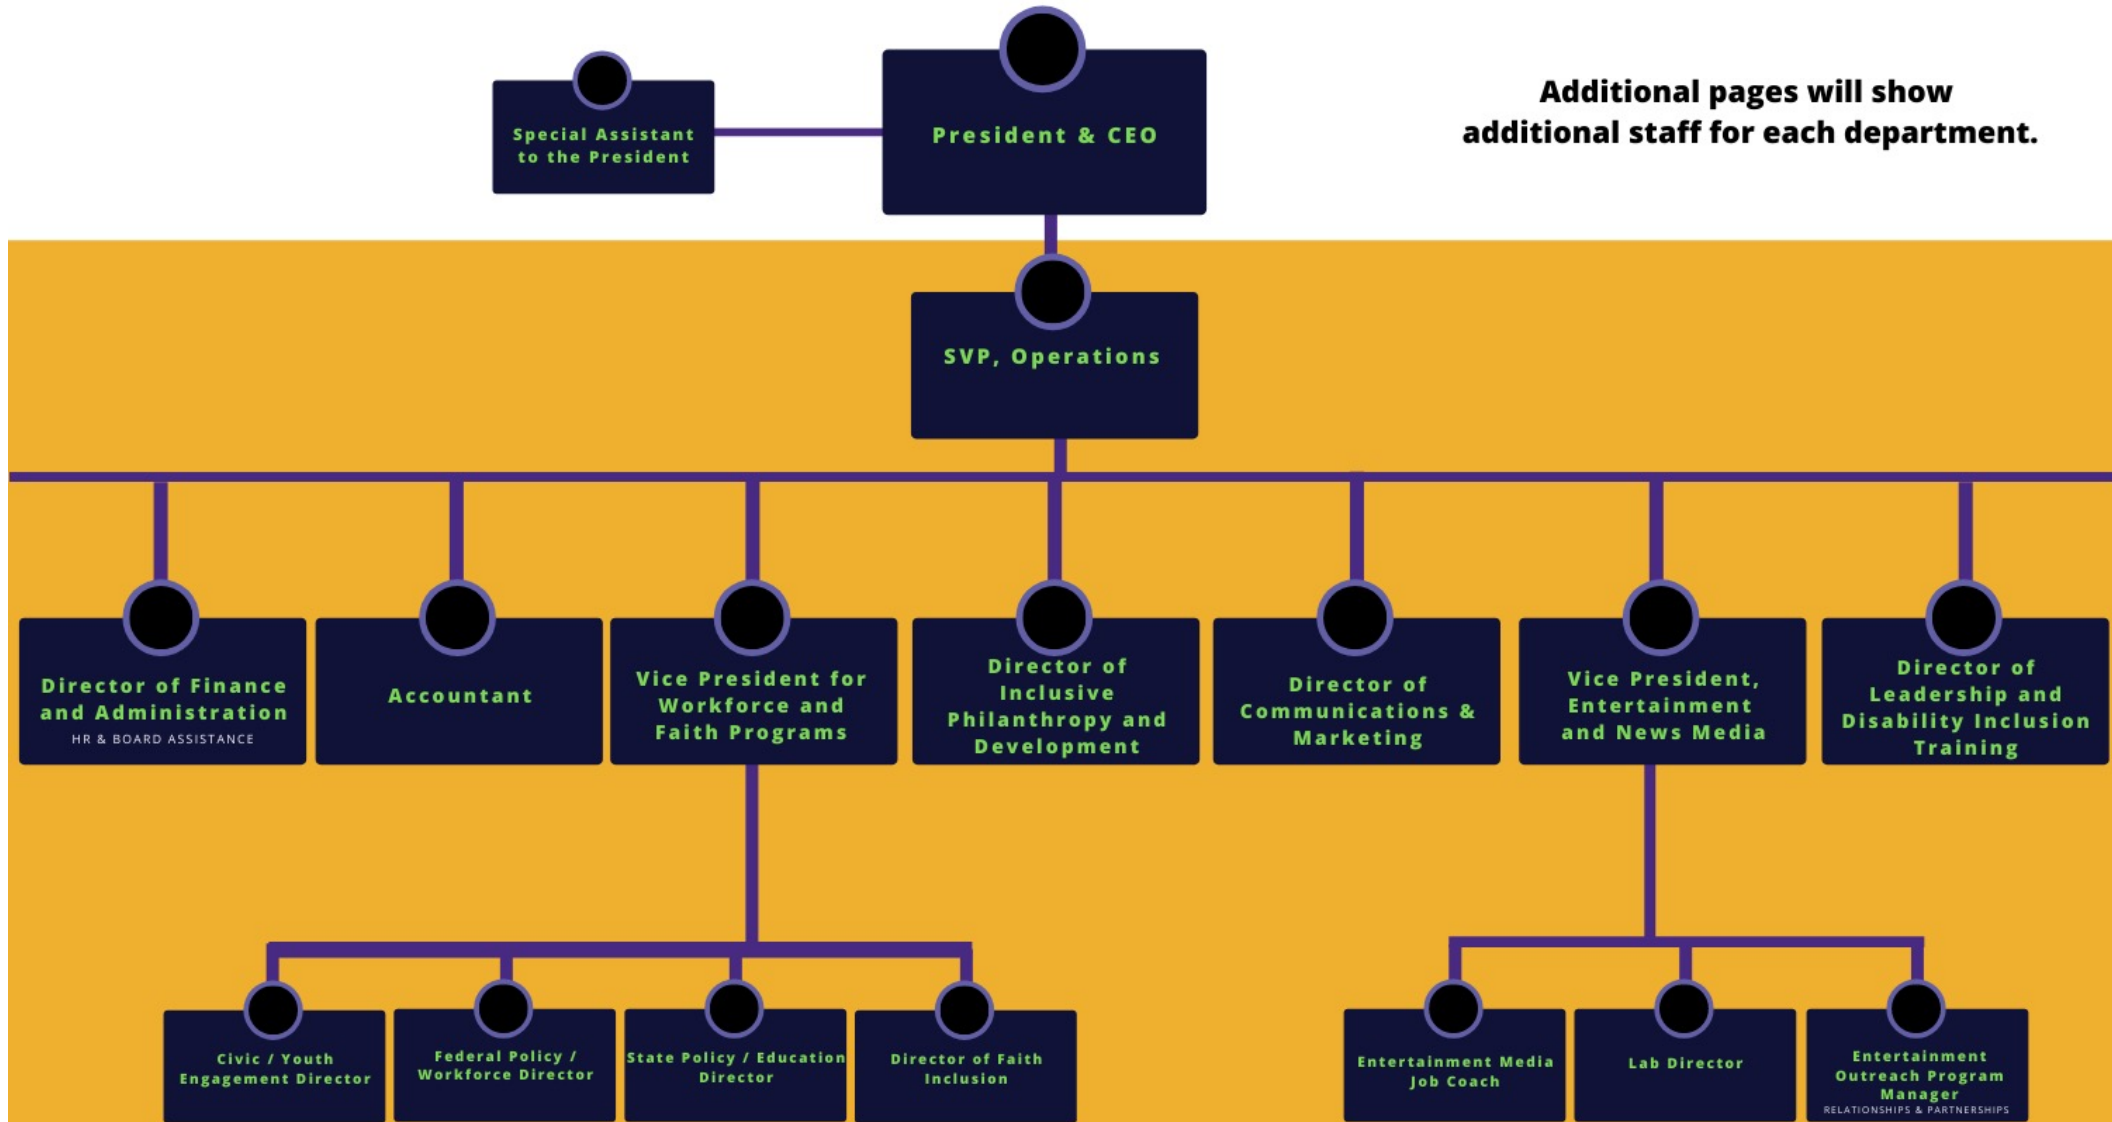 Special Assistant
to the President
President & CEO
Additional pages will show
additional staff for each department.
SVP, Operations
Director of Finance
and Administration
HR & BOARD ASSISTANCE
Accountant
Vice President for
Workforce and
Faith Programs
Director of
Inclusive
Philanthropy and
Development
Director of
Communications &
Marketing
Vice President,
Entertainment
and News Media
Director of
Leadership and
Disability Inclusion
Training
Civic / Youth
Engagement Director
Federal Policy /
Workforce Director
State Policy / Education
Director
Director of Faith
Inclusion
Entertainment Media
Job Coach
Lab Director
Entertainment
Outreach Program
Manager
RELATIONSHIPS & PARTNERSHIPS